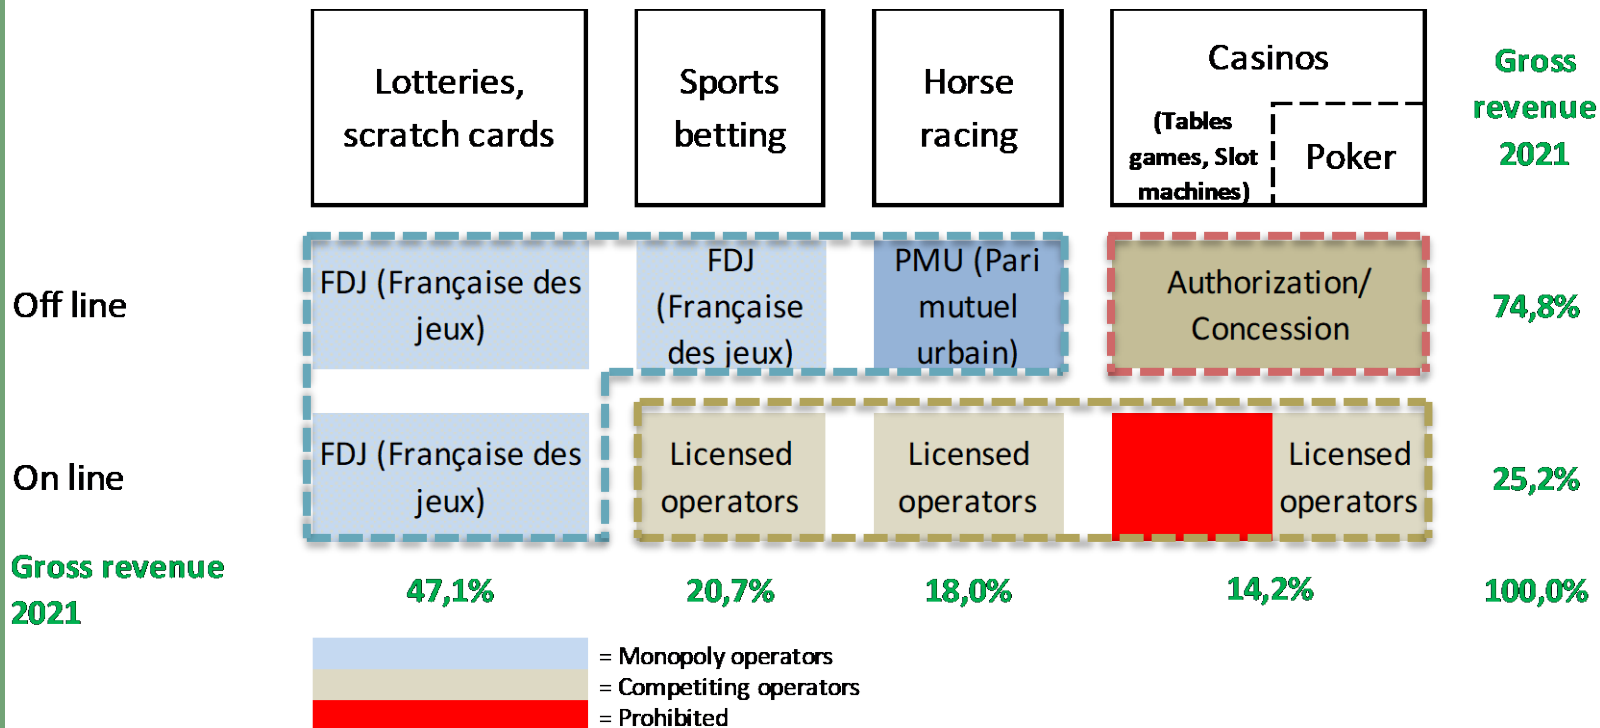 Lotteries,
scratch cards
Sports
betting
Horse
racing
Casinos
(Tables
games, Slot
machines)
Poker
Gross
revenue
2021
Off line
FDJ (Française des
jeux)
FDJ
(Française
des jeux)
PMU (Pari
mutuel
urbain)
Authorization/
Concession
74,8%
On line
FDJ (Française des
jeux)
Licensed
operators
Licensed
operators
Licensed
operators
25,2%
Gross revenue
2021
47,1%
20,7%
18,0%
14,2%
100,0%
= Monopoly operators
= Competiting operators
= Prohibited